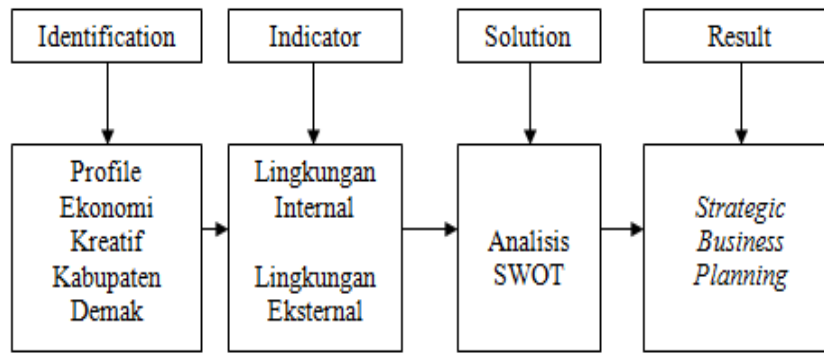 Identification
Indicator
Solution
Result
Profile
Ekonomi
Kreatif
Kabupaten
Demak
Lingkungan
Internal
Lingkungan
Eksternal
Analisis
SWOT
Strategic
Business
Planning